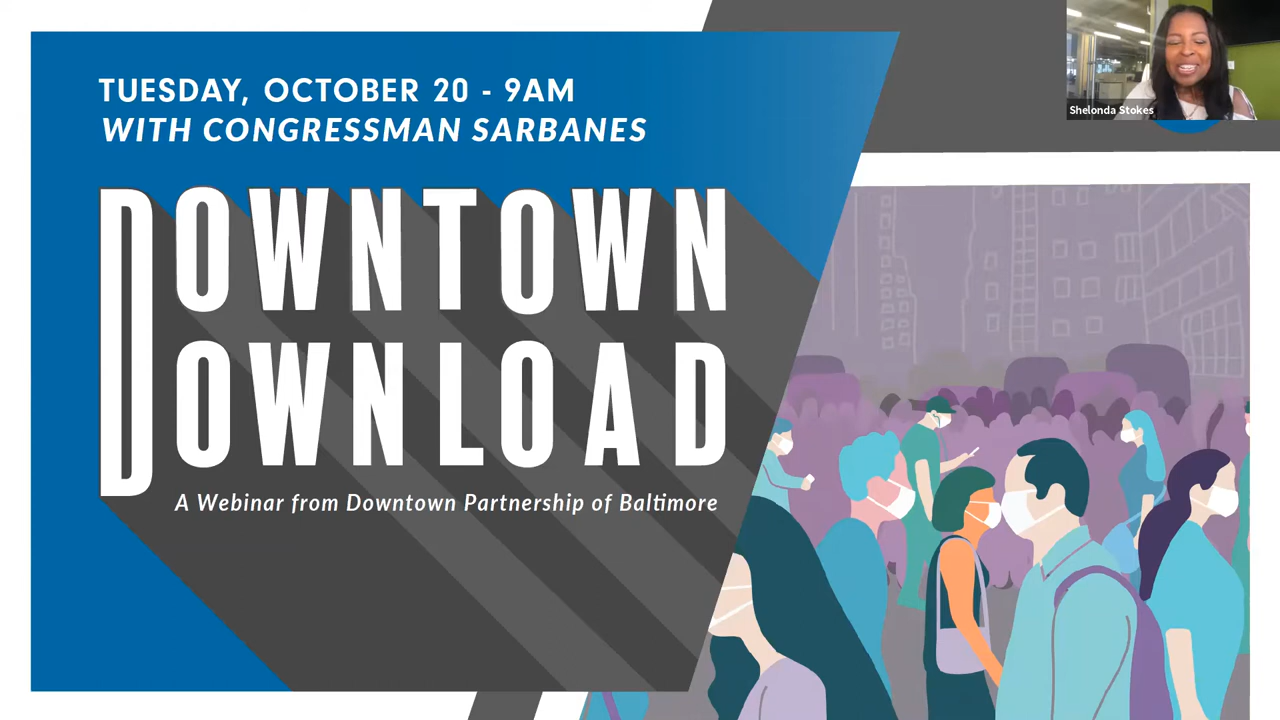 TUESDAY, OCTOBER 20 - 9AM
WITH CONGRESSMAN SARBANES
DOWNTOWN
DOWNLOAD
A Webinar from Downtown Partnership of Baltimore
Shelonda Stokes